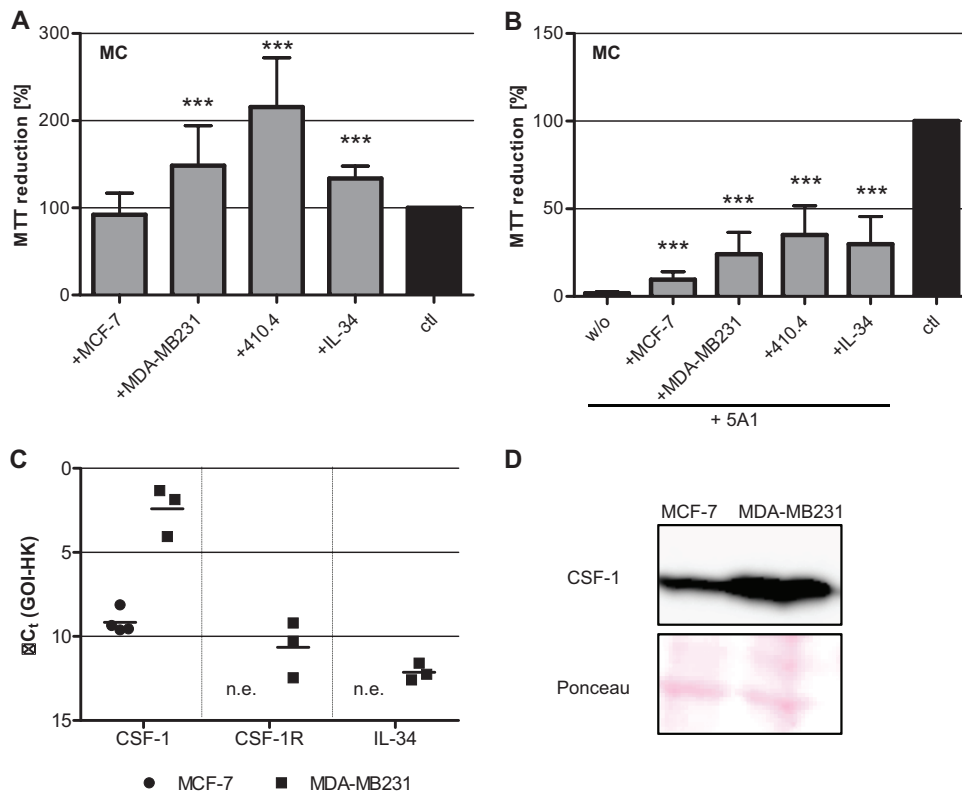 A
MC
MTT reduction [%]
300
200
100
0
***
***
***
+MCF-7
+MDA-MB231
+410.4
+IL-34
ctl
B
MC
MTT reduction [%]
150
100
50
0
***
***
***
***
w/o
+MCF-7
+MDA-MB231
+410.4
+IL-34
ctl
+ 5A1
C
Ct (GOI-HK)
0
5
10
15
n.e.
n.e.
CSF-1
CSF-1R
IL-34
MCF-7
MDA-MB231
D
MCF-7 MDA-MB231
CSF-1
Ponceau